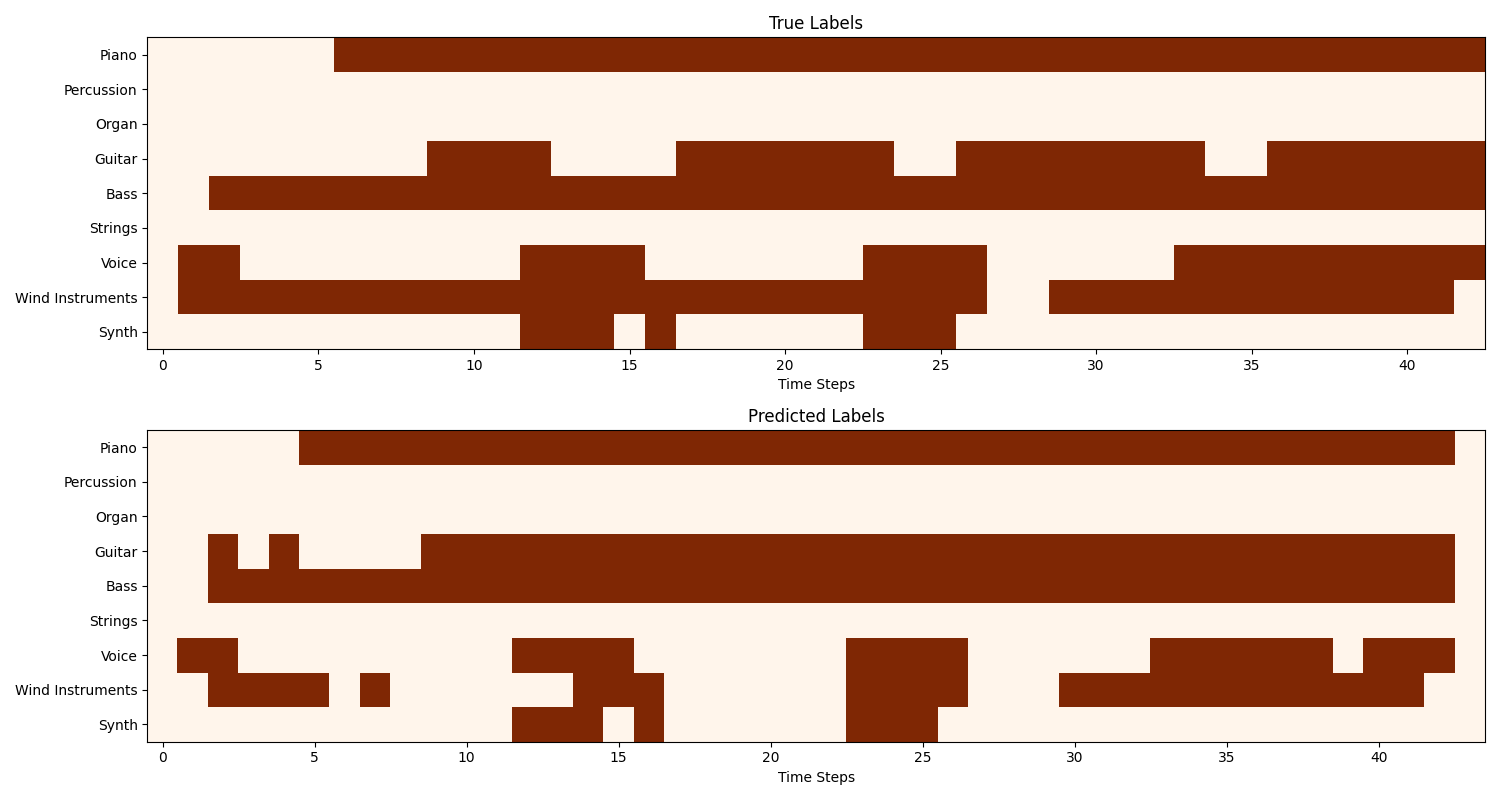 True Labels
Piano
Percussion
Organ
Guitar
Bass
Strings
Voice
Wind Instruments
Synth
0 5 10 15 20 25 30 35 40
Time Steps
Predicted Labels
Piano
Percussion
Organ
Guitar
Bass
Strings
Voice
Wind Instruments
Synth
0 5 10 15 20 25 30 35 40
Time Steps